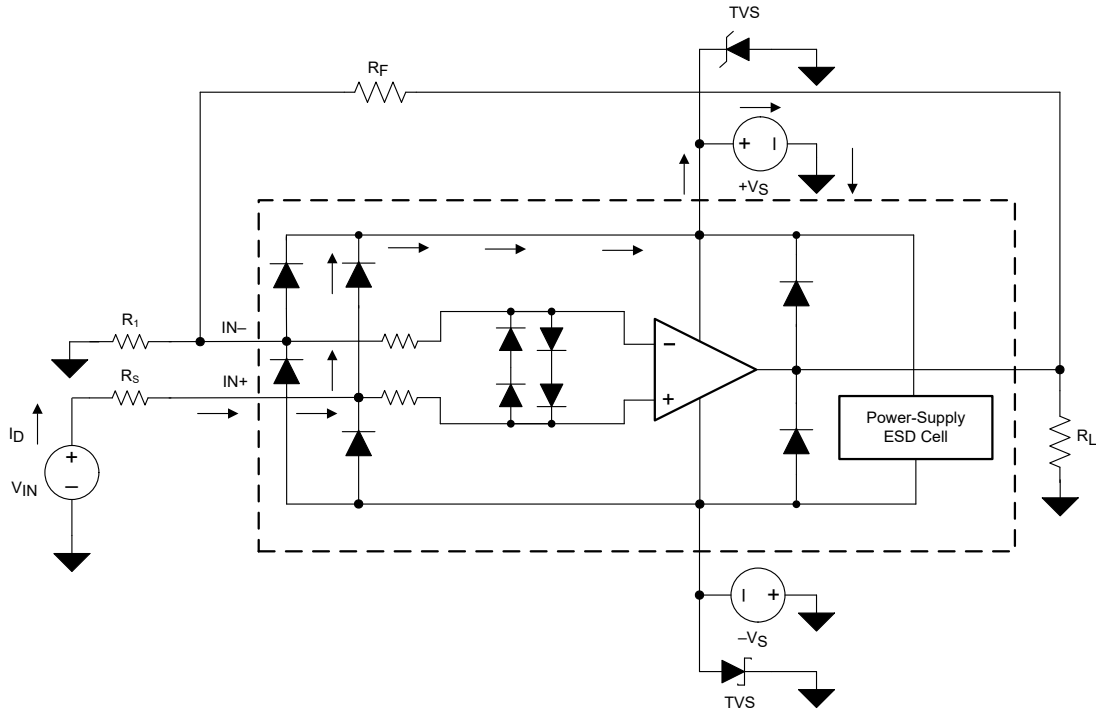 TVS
RF
+ –
+VS
R1
IN–
RS
IN+
ID
+
VIN
–
–
+
Power-Supply
ESD Cell
RL
– +
–VS
TVS